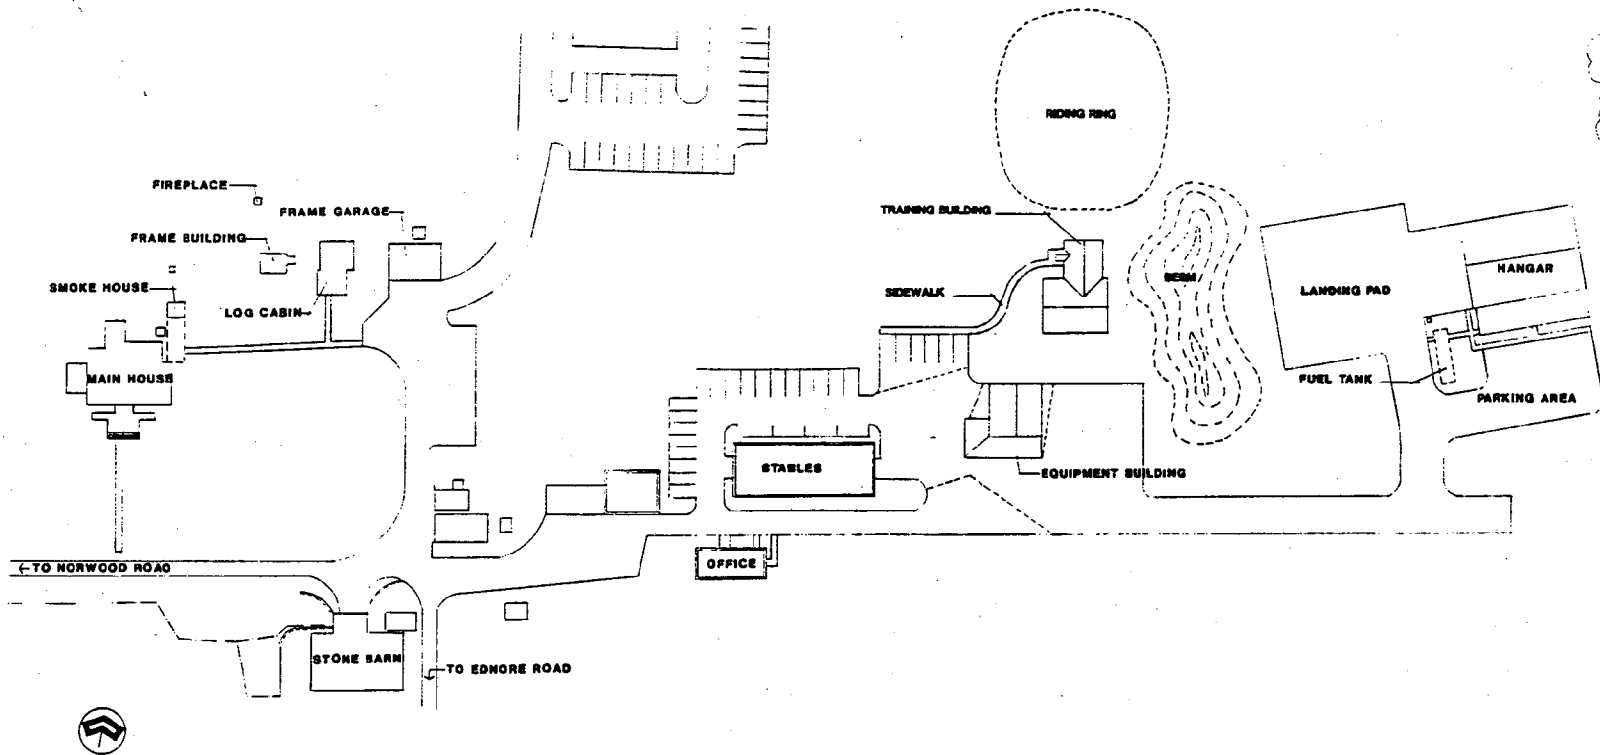 RIDING RING
FIREPLACE
FRAME GARAGE
TRAINING BUILDING
FRAME BUILDING
BERM
HANGAR
SMOKE HOUSE
SIDEWALK
LANDING PAD
LOG CABIN
MAIN HOUSE
FUEL TANK
PARKING AREA
STABLES
EQUIPMENT BUILDING
OFFICE
TO NORWOOD ROAD
STONE BARN
TO EDNORE ROAD